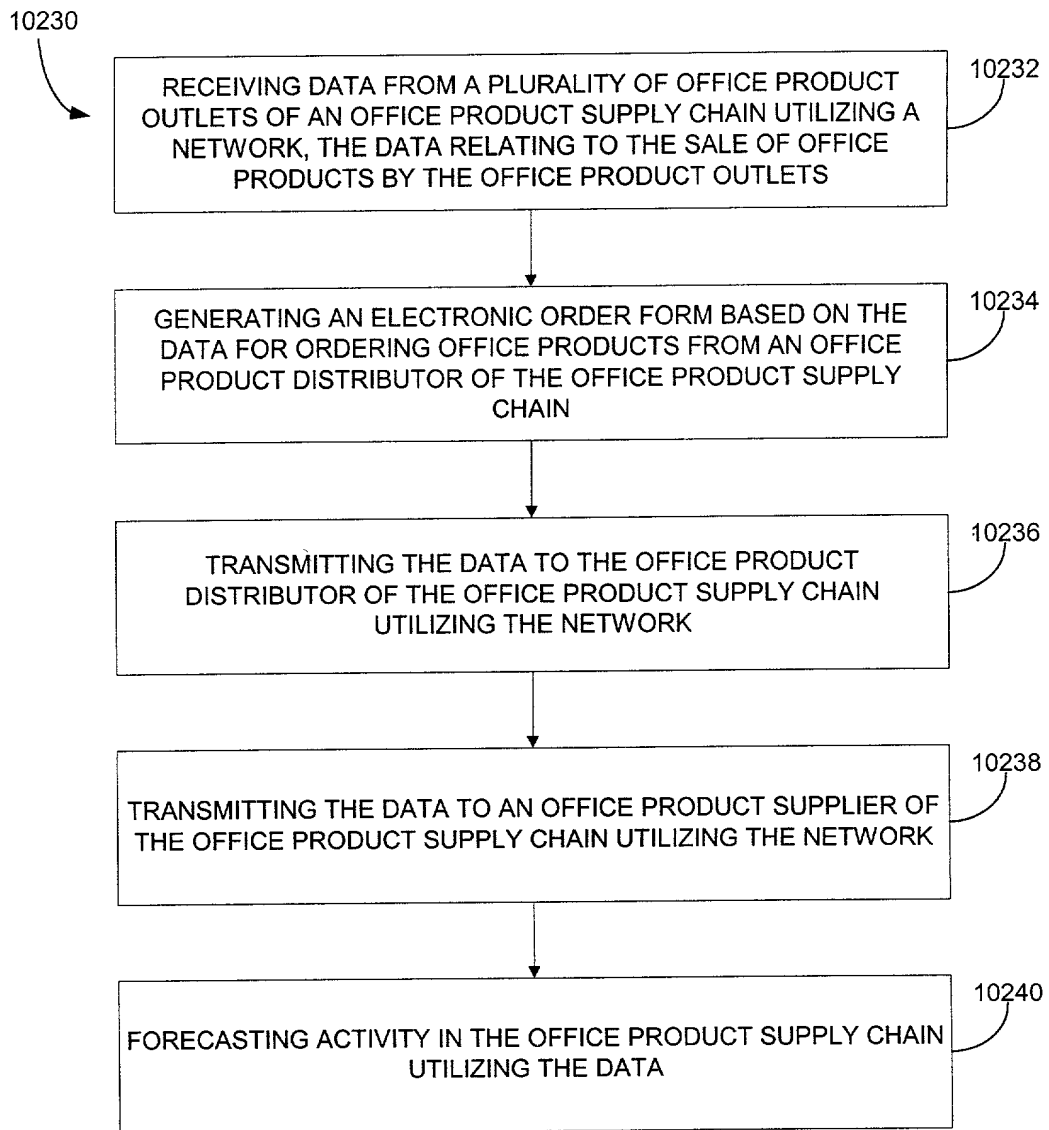 10230
10232
RECEIVING DATA FROM A PLURALITY OF OFFICE PRODUCT
OUTLETS OF AN OFFICE PRODUCT SUPPLY CHAIN UTILIZING A
NETWORK, THE DATA RELATING TO THE SALE OF OFFICE
PRODUCTS BY THE OFFICE PRODUCT OUTLETS
10234
GENERATING AN ELECTRONIC ORDER FORM BASED ON THE
DATA FOR ORDERING OFFICE PRODUCTS FROM AN OFFICE
PRODUCT DISTRIBUTOR OF THE OFFICE PRODUCT SUPPLY
CHAIN
10236
TRANSMITTING THE DATA TO THE OFFICE PRODUCT
DISTRIBUTOR OF THE OFFICE PRODUCT SUPPLY CHAIN
UTILIZING THE NETWORK
10238
TRANSMITTING THE DATA TO AN OFFICE PRODUCT SUPPLIER OF
THE OFFICE PRODUCT SUPPLY CHAIN UTILIZING THE NETWORK
10240
FORECASTING ACTIVITY IN THE OFFICE PRODUCT SUPPLY CHAIN
UTILIZING THE DATA